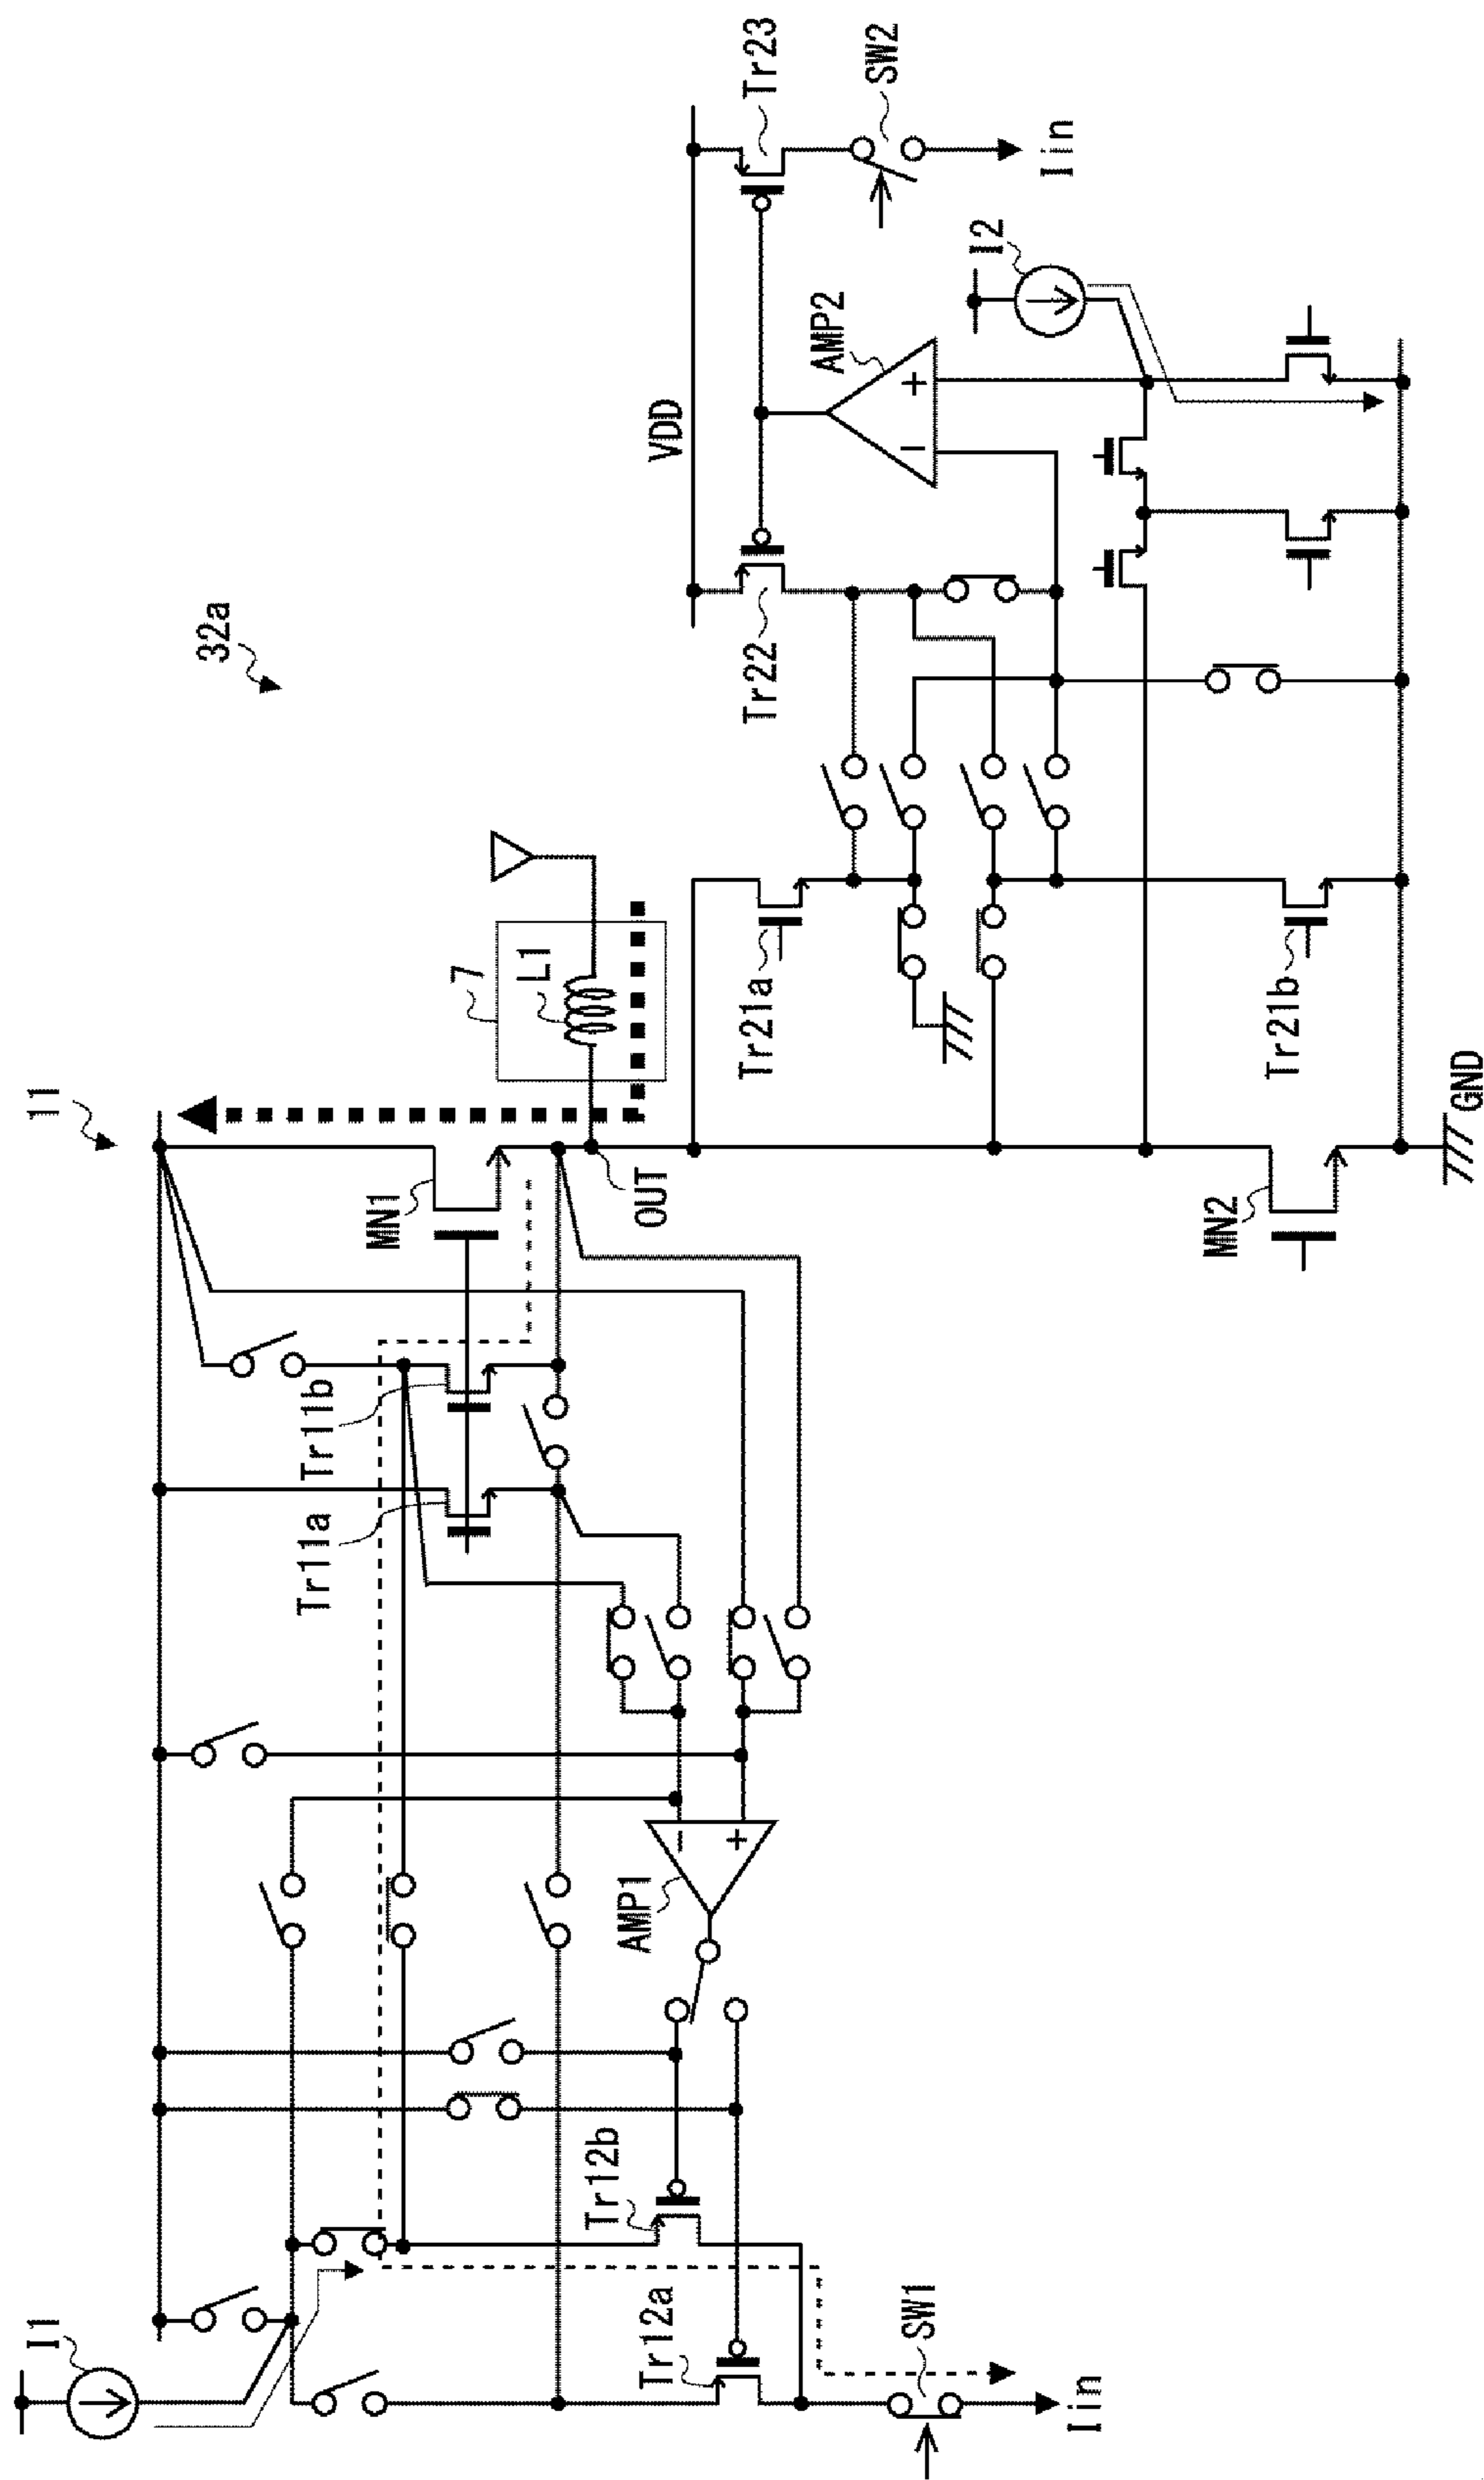 11
I1
32a
7
L1
MN1
Tr11b
Tr11a
OUT
VDD
Tr22
Tr23
SW2
Iin
AMP2
-
+
I2
Tr21a
Tr21b
Tr12b
Tr12a
AMP1
-
+
SW1
Iin
MN2
GND